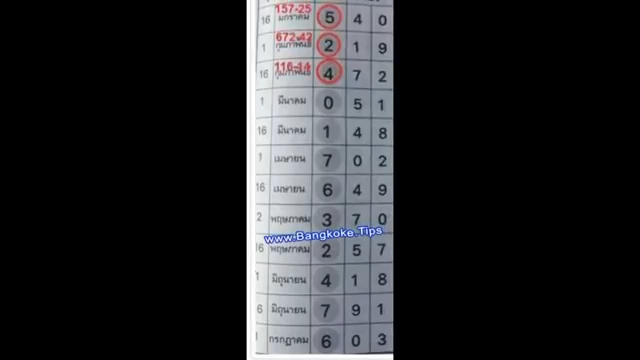 157-25
16 มกราคม 5 4 0
672-42
1 กุมภาพันธ์ 2 1 9
116-14
16 กุมภาพันธ์ 4 7 2
1 มีนาคม 0 5 1
16 มีนาคม 1 4 8
1 เมษายน 7 0 2
16 เมษายน 6 4 9
2 พฤษภาคม 3 7 0
www.Bangkoke.Tips
16 พฤษภาคม 2 5 7
1 มิถุนายน 4 1 8
6 มิถุนายน 7 9 1
กรกฎาคม 6 0 3